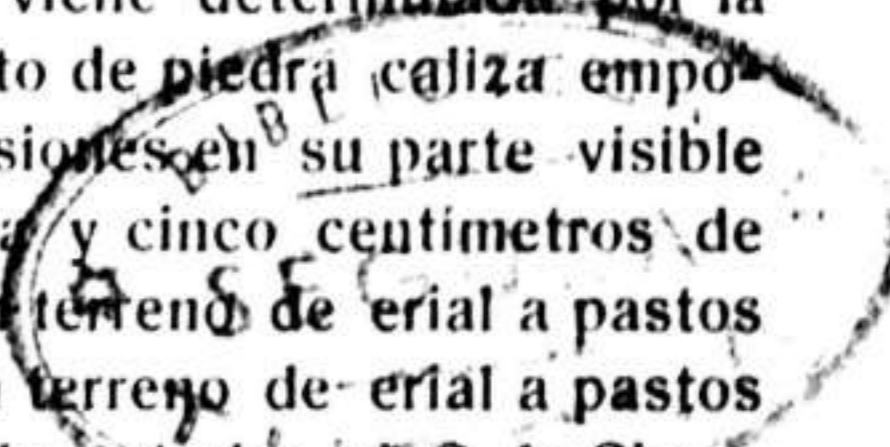 viene determinada por la
to de piedra caliza empo-
siones en su parte visible
y cinco centímetros de
terreno de erial a pastos
terreno de erial a pastos